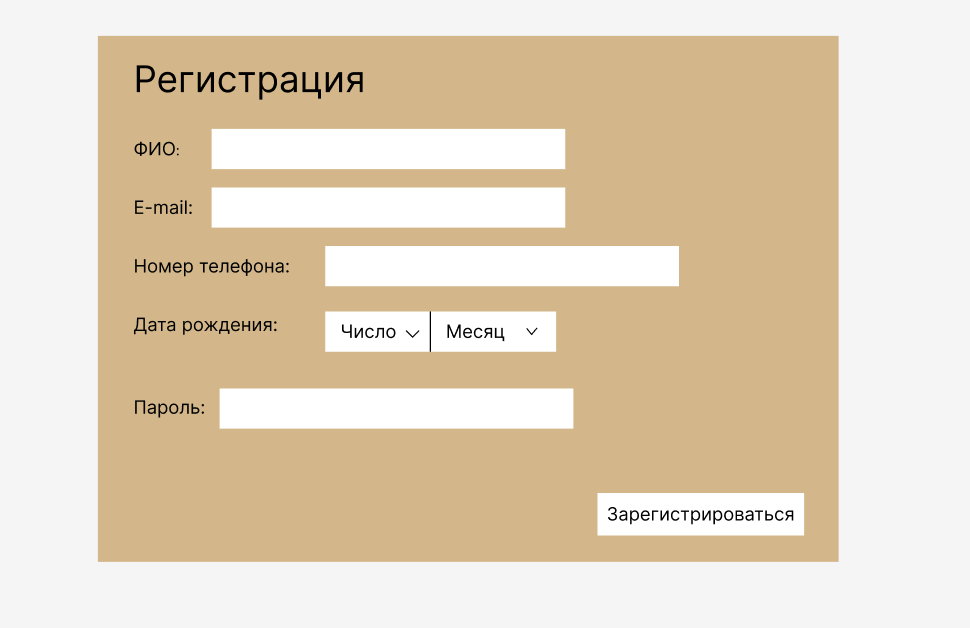 Регистрация
ФИО:
E-mail:
Номер телефона:
Дата рождения: Число Месяц
Пароль:
Зарегистрироваться